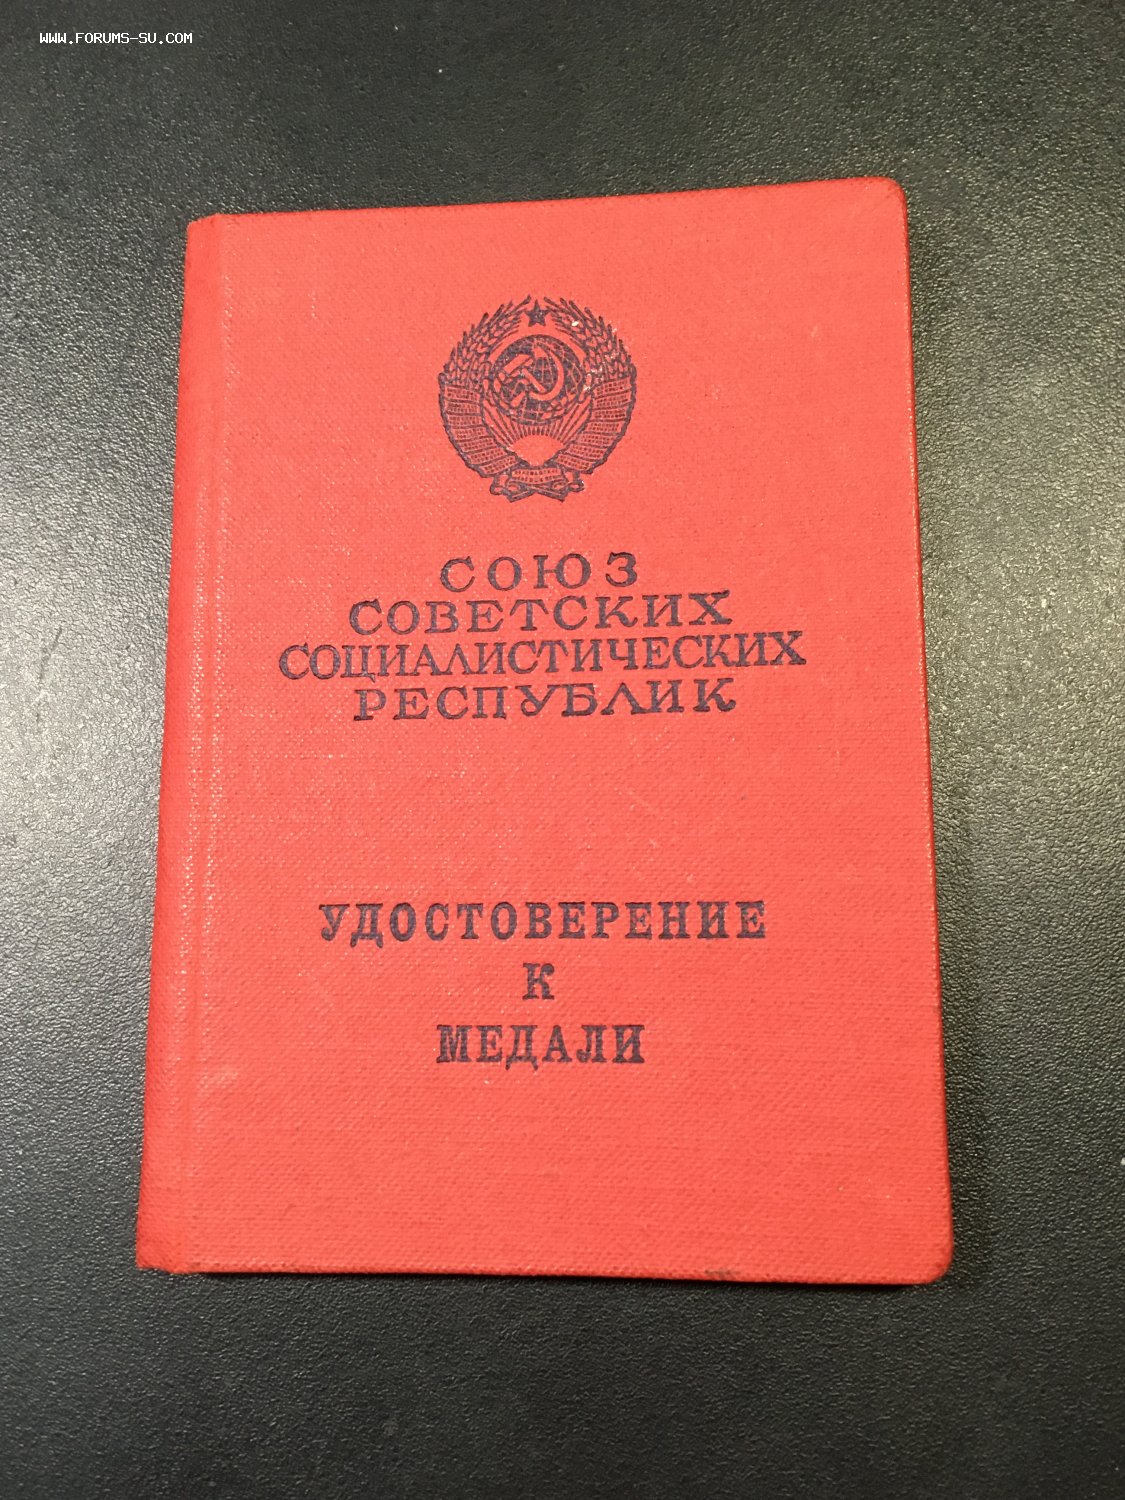 WWW.FORUMS-SU.COM
СОЮЗ
СОВЕТСКИХ
СОЦИАЛИСТИЧЕСКИХ
РЕСПУБЛИК
УДОСТОВЕРЕНИЕ
К
МЕДАЛИ